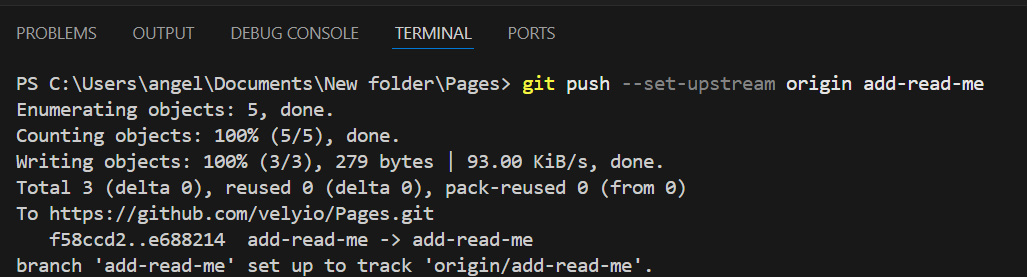 PROBLEMS OUTPUT DEBUG CONSOLE TERMINAL PORTS
PS C:\Users\angel\Documents\New folder\Pages> git push --set-upstream origin add-read-me
Enumerating objects: 5, done.
Counting objects: 100% (5/5), done.
Writing objects: 100% (3/3), 279 bytes | 93.00 KiB/s, done.
Total 3 (delta 0), reused 0 (delta 0), pack-reused 0 (from 0)
To https://github.com/velyio/Pages.git
   f58ccd2..e688214  add-read-me -> add-read-me
branch 'add-read-me' set up to track 'origin/add-read-me'.